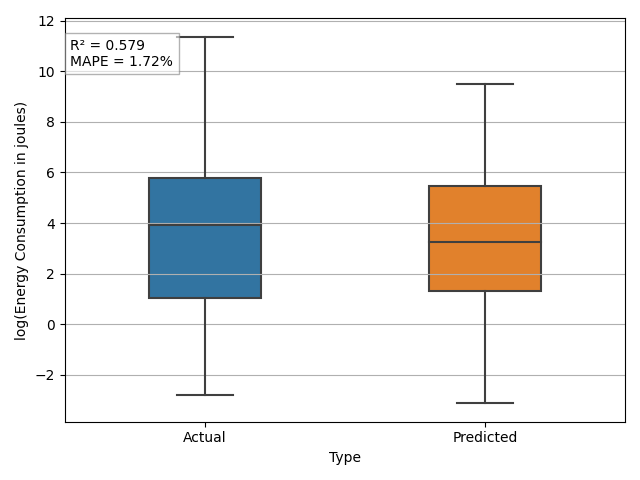 12
10
8
6
4
2
0
−2
log(Energy Consumption in joules)
R² = 0.579
MAPE = 1.72%
Actual
Predicted
Type